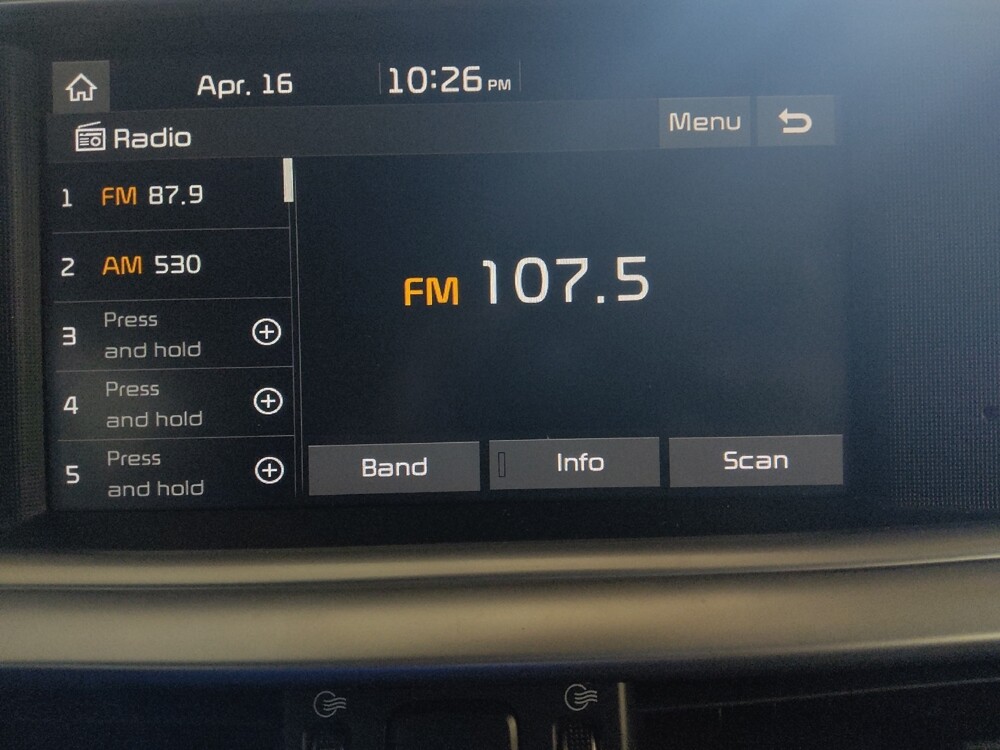 Apr. 16 10:26 PM
Radio Menu
1 FM 87.9
2 AM 530
3 Press
and hold
4 Press
and hold
5 Press
and hold
FM 107.5
Band Info Scan